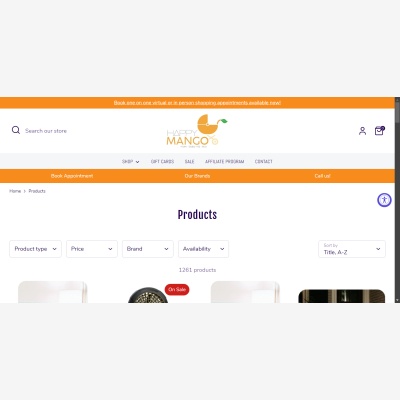 Book one on one virtual or in person shopping appointments available now!
Search our store
HAPPY
MANGO
SHOP GIFT CARDS SALE AFFILIATE PROGRAM CONTACT
Book Appointment Our Brands Call us!
Home > Products
Products
Product type Price Brand Availability
Sort by
Title, A-Z
1261 products
On Sale